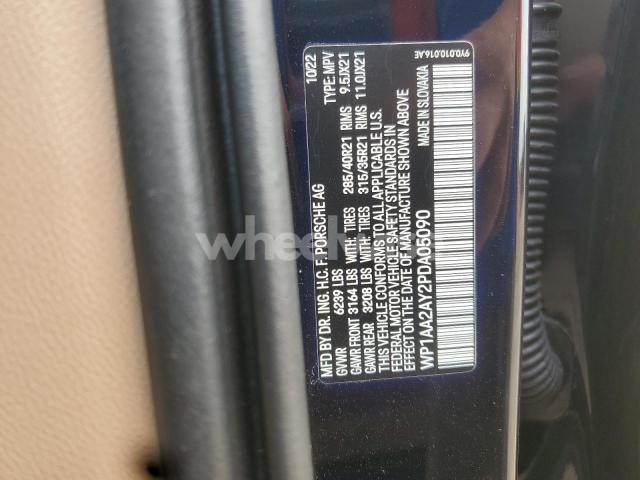 MFD BY DR. ING. H.C. F. PORSCHE AG 10/22
GVWR 6239 LBS TYPE: MPV
GAWR FRONT 3164 LBS WITH: TIRES 285/40R21 RIMS 9.5JX21
GAWR REAR 3208 LBS WITH: TIRES 315/35R21 RIMS 11.0JX21
THIS VEHICLE CONFORMS TO ALL APPLICABLE U.S.
FEDERAL MOTOR VEHICLE SAFETY STANDARDS IN
EFFECT ON THE DATE OF MANUFACTURE SHOWN ABOVE
WP1AA2AY2PDA05090 MADE IN SLOVAKIA
9Y0.010.016.AE